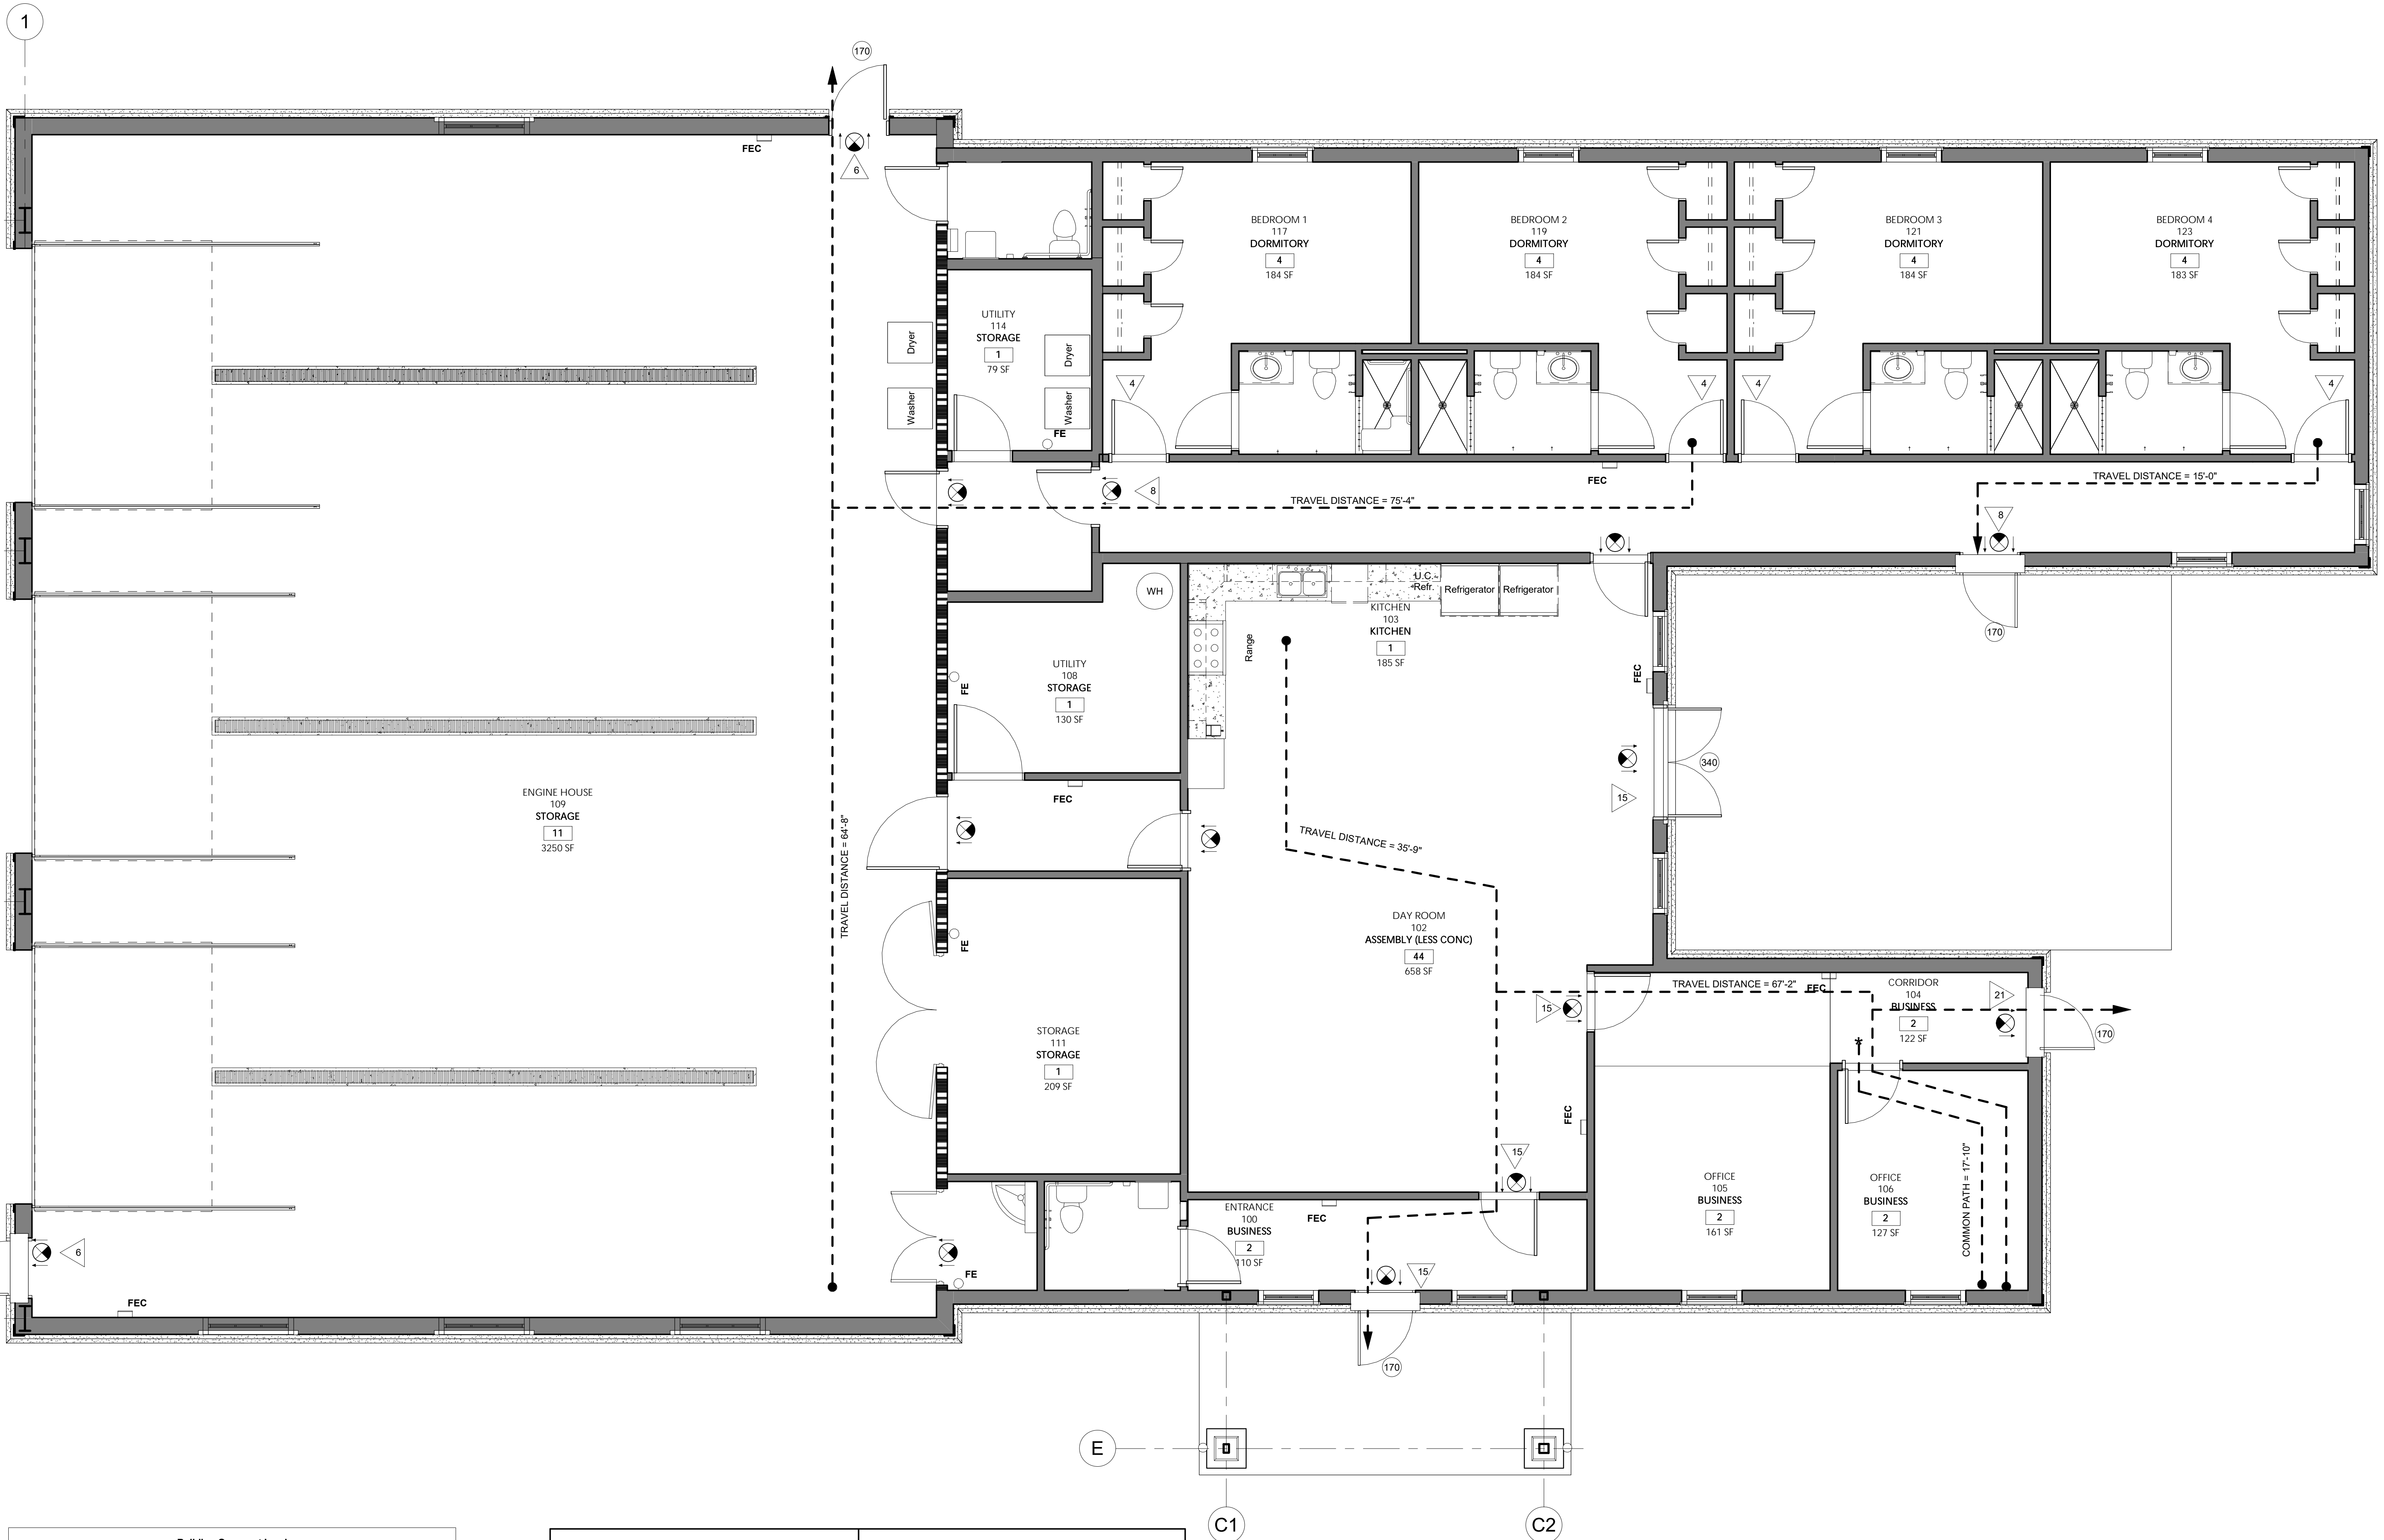 1
170
FEC
6
BEDROOM 1
117
DORMITORY
4
184 SF
BEDROOM 2
119
DORMITORY
4
184 SF
BEDROOM 3
121
DORMITORY
4
184 SF
BEDROOM 4
123
DORMITORY
4
183 SF
UTILITY
114
STORAGE
1
79 SF
Dryer
Dryer
Washer
Washer
FE
4
4
4
4
8
FEC
TRAVEL DISTANCE = 75'-4"
TRAVEL DISTANCE = 15'-0"
8
170
WH
U.C.
Refr.
Refrigerator
Refrigerator
KITCHEN
103
KITCHEN
1
185 SF
Range
FEC
UTILITY
108
STORAGE
1
130 SF
FE
340
15
ENGINE HOUSE
109
STORAGE
11
3250 SF
FEC
TRAVEL DISTANCE = 64'-8"
TRAVEL DISTANCE = 35'-9"
FE
DAY ROOM
102
ASSEMBLY (LESS CONC)
44
658 SF
TRAVEL DISTANCE = 67'-2"
FEC
CORRIDOR
104
BUSINESS
2
122 SF
21
170
15
STORAGE
111
STORAGE
1
209 SF
*
FEC
15
OFFICE
105
BUSINESS
2
161 SF
OFFICE
106
BUSINESS
2
127 SF
COMMON PATH = 17'-10"
ENTRANCE
100
BUSINESS
2
110 SF
FEC
6
FE
15
FEC
170
E
C1
C2